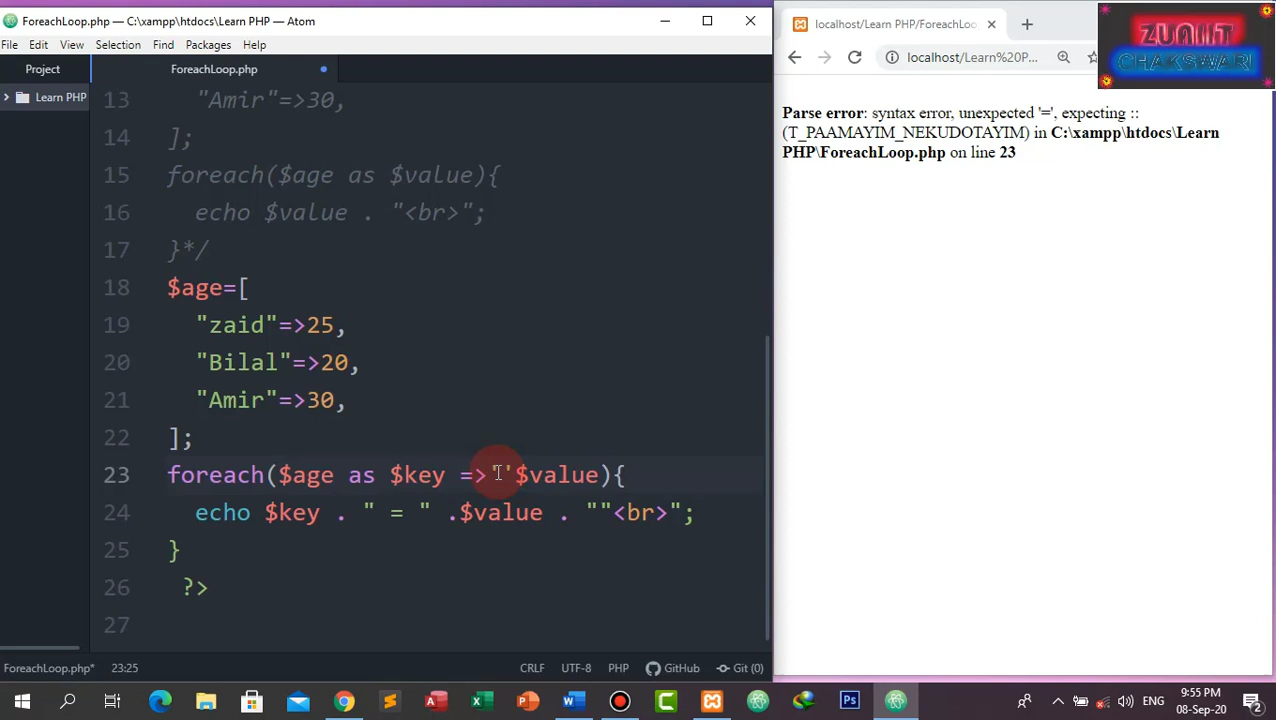 ForeachLoop.php — C:\xampp\htdocs\Learn PHP — Atom
File Edit View Selection Find Packages Help
Project
ForeachLoop.php
Learn PHP
13 "Amir"=>30,
14 ];
15 foreach($age as $value){
16 echo $value . "<br>";
17 }*/
18 $age=[
19 "zaid"=>25,
20 "Bilal"=>20,
21 "Amir"=>30,
22 ];
23 foreach($age as $key =>''$value){
24 echo $key . " = " .$value . ""<br>";
25 }
26 ?>
27
ForeachLoop.php* 23:25 CRLF UTF-8 PHP GitHub Git (0)
localhost/Learn PHP/ForeachLoo
localhost/Learn%20P...
ZUAIIT
CHAKSWARI
Parse error: syntax error, unexpected '=', expecting ::
(T_PAAMAYIM_NEKUDOTAYIM) in C:\xampp\htdocs\Learn
PHP\ForeachLoop.php on line 23
ENG
9:55 PM
08-Sep-20
2